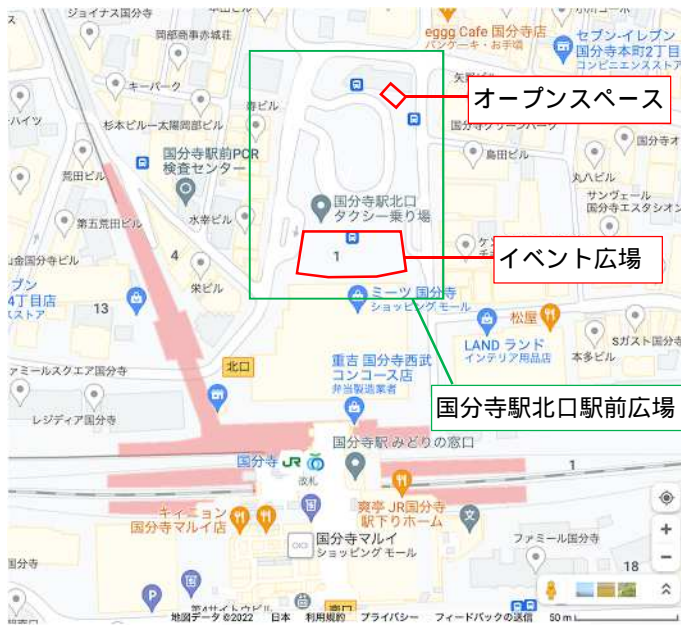 ジョイナス国分寺
岡部商事赤城荘
eggg Cafe 国分寺店
パンケーキ・お手頃
セブン-イレブン
国分寺本町2丁目
コンビニエンスストア
オープンスペース
キーパーク
寿ビル
杉本ビル
太陽岡部ビル
国分寺グリーンパーク
国分寺オ
島田ビル
丸八ビル
サンヴェール
国分寺エスタシオン
荒田ビル
国分寺駅前PCR
検査センター
国分寺駅北口
タクシー乗り場
第五荒田ビル
水幸ビル
イベント広場
1
4
栄ビル
ミーツ 国分寺
ショッピング モール
13
松屋
LAND ランド
インテリア用品店
Sガスト国分寺
本多ビル
北口
重吉 国分寺西武
コンコース店
弁当製造業者
国分寺駅北口駅前広場
レジディア国分寺
国分寺駅 みどりの窓口
国分寺 JR
改札
1
キィニョン
国分寺マルイ店
爽亭 JR国分寺
駅下りホーム
国分寺マルイ
ショッピング モール
ファミール国分寺
18
南口
地図データ ©2022 日本 利用規約 プライバシー フィードバックの送信 50 m